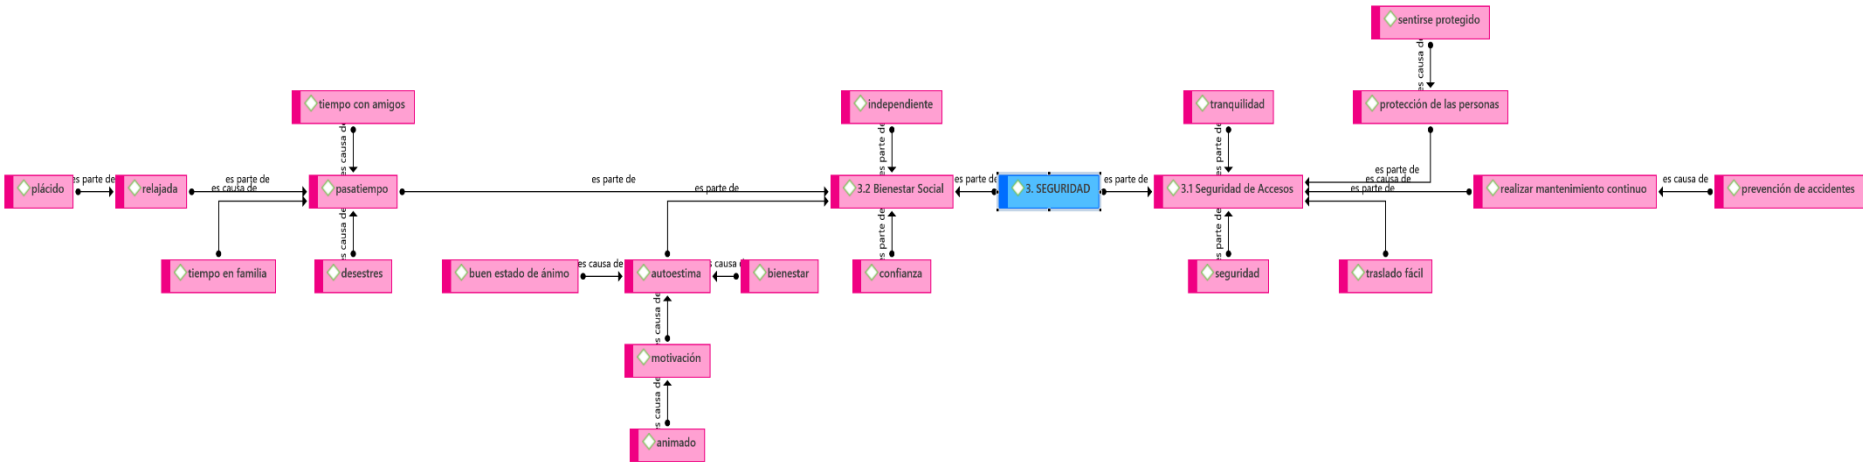 sentirse protegido
es causa de
tiempo con amigos
independiente
tranquilidad
protección de las personas
es causa de
es parte de
es parte de
es parte de
plácido
es parte de
relajada
es parte de
es causa de
pasatiempo
es parte de
es parte de
3.2 Bienestar Social
es parte de
3. SEGURIDAD
es parte de
3.1 Seguridad de Accesos
es causa de
es parte de
realizar mantenimiento continuo
es causa de
prevención de accidentes
es causa de
es parte de
es parte de
tiempo en familia
desestres
buen estado de ánimo
es causa de
autoestima
es causa de
bienestar
confianza
seguridad
traslado fácil
es causa de
motivación
es causa de
animado